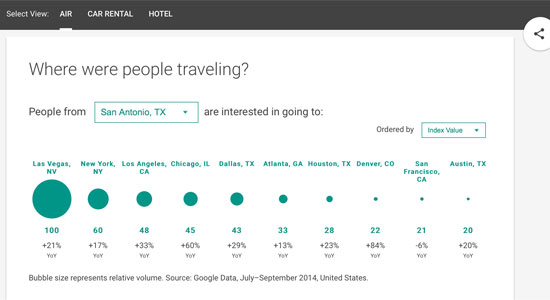 Select View: AIR CAR RENTAL HOTEL
Where were people traveling?
People from San Antonio, TX are interested in going to:
Ordered by Index Value
Las Vegas, New York, Los Angeles, Chicago, IL Dallas, TX Atlanta, GA Houston, TX Denver, CO San Austin, TX
NV NY CA Francisco,
CA
100 60 48 45 43 33 28 22 21 20
+21% +17% +33% +60% +29% +13% +23% +84% -6% +20%
YoY YoY YoY YoY YoY YoY YoY YoY YoY YoY
Bubble size represents relative volume. Source: Google Data, July–September 2014, United States.